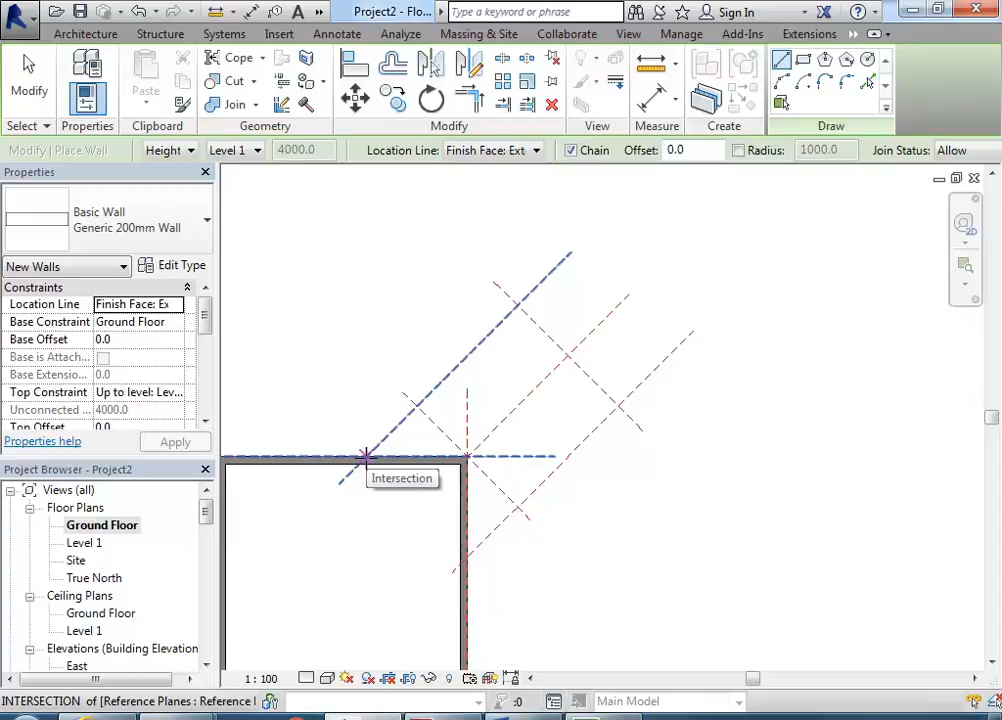 Project2 - Flo...
Type a keyword or phrase
Sign In
Architecture
Structure
Systems
Insert
Annotate
Analyze
Massing & Site
Collaborate
View
Manage
Add-Ins
Extensions
Modify
Paste
Cope
Cut
Join
Select
Properties
Clipboard
Geometry
Modify
View
Measure
Create
Draw
Modify | Place Wall
Height
Level 1
4000.0
Location Line:
Finish Face: Ext
Chain
Offset:
0.0
Radius:
1000.0
Join Status:
Allow
Properties
Basic Wall
Generic 200mm Wall
New Walls
Edit Type
Constraints
Location Line
Finish Face: Ex
Base Constraint
Ground Floor
Base Offset
0.0
Base is Attach...
Base Extensio...
0.0
Top Constraint
Up to level: Lev...
Unconnected ...
4000.0
Top Offset
0.0
Properties help
Apply
Project Browser - Project2
Views (all)
Floor Plans
Ground Floor
Level 1
Site
True North
Ceiling Plans
Ground Floor
Level 1
Elevations (Building Elevation
East
Intersection
2D
1 : 100
INTERSECTION of [Reference Planes : Reference
:0
Main Model